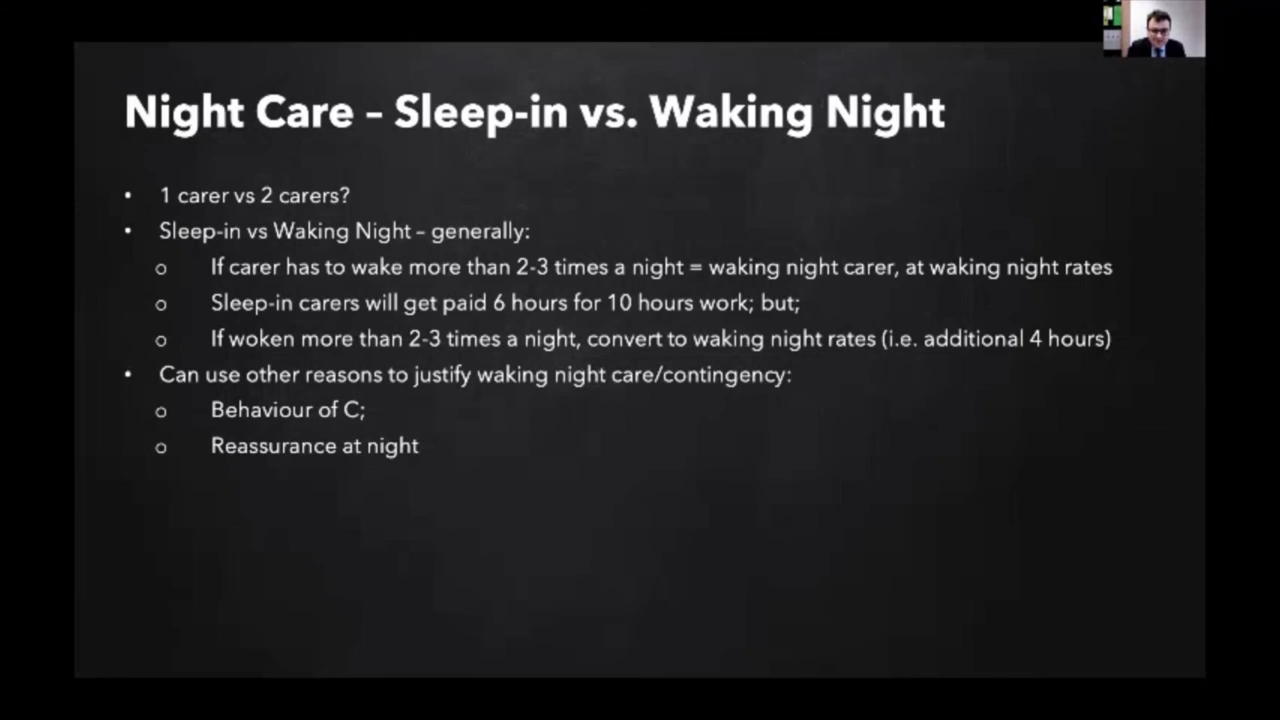 Night Care – Sleep-in vs. Waking Night
• 1 carer vs 2 carers?
• Sleep-in vs Waking Night – generally:
o If carer has to wake more than 2-3 times a night = waking night carer, at waking night rates
o Sleep-in carers will get paid 6 hours for 10 hours work; but;
o If woken more than 2-3 times a night, convert to waking night rates (i.e. additional 4 hours)
• Can use other reasons to justify waking night care/contingency:
o Behaviour of C;
o Reassurance at night